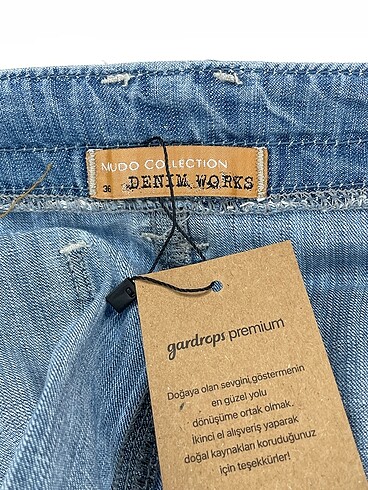 MUDO COLLECTION
36
DENIM WORKS
gardrops premium
Doğaya olan sevgini,göstermenin
en güzel yolu
dönüşüme ortak olmak.
İkinci el alışveriş yaparak
doğal kaynakları koruduğunuz
için teşekkürler!